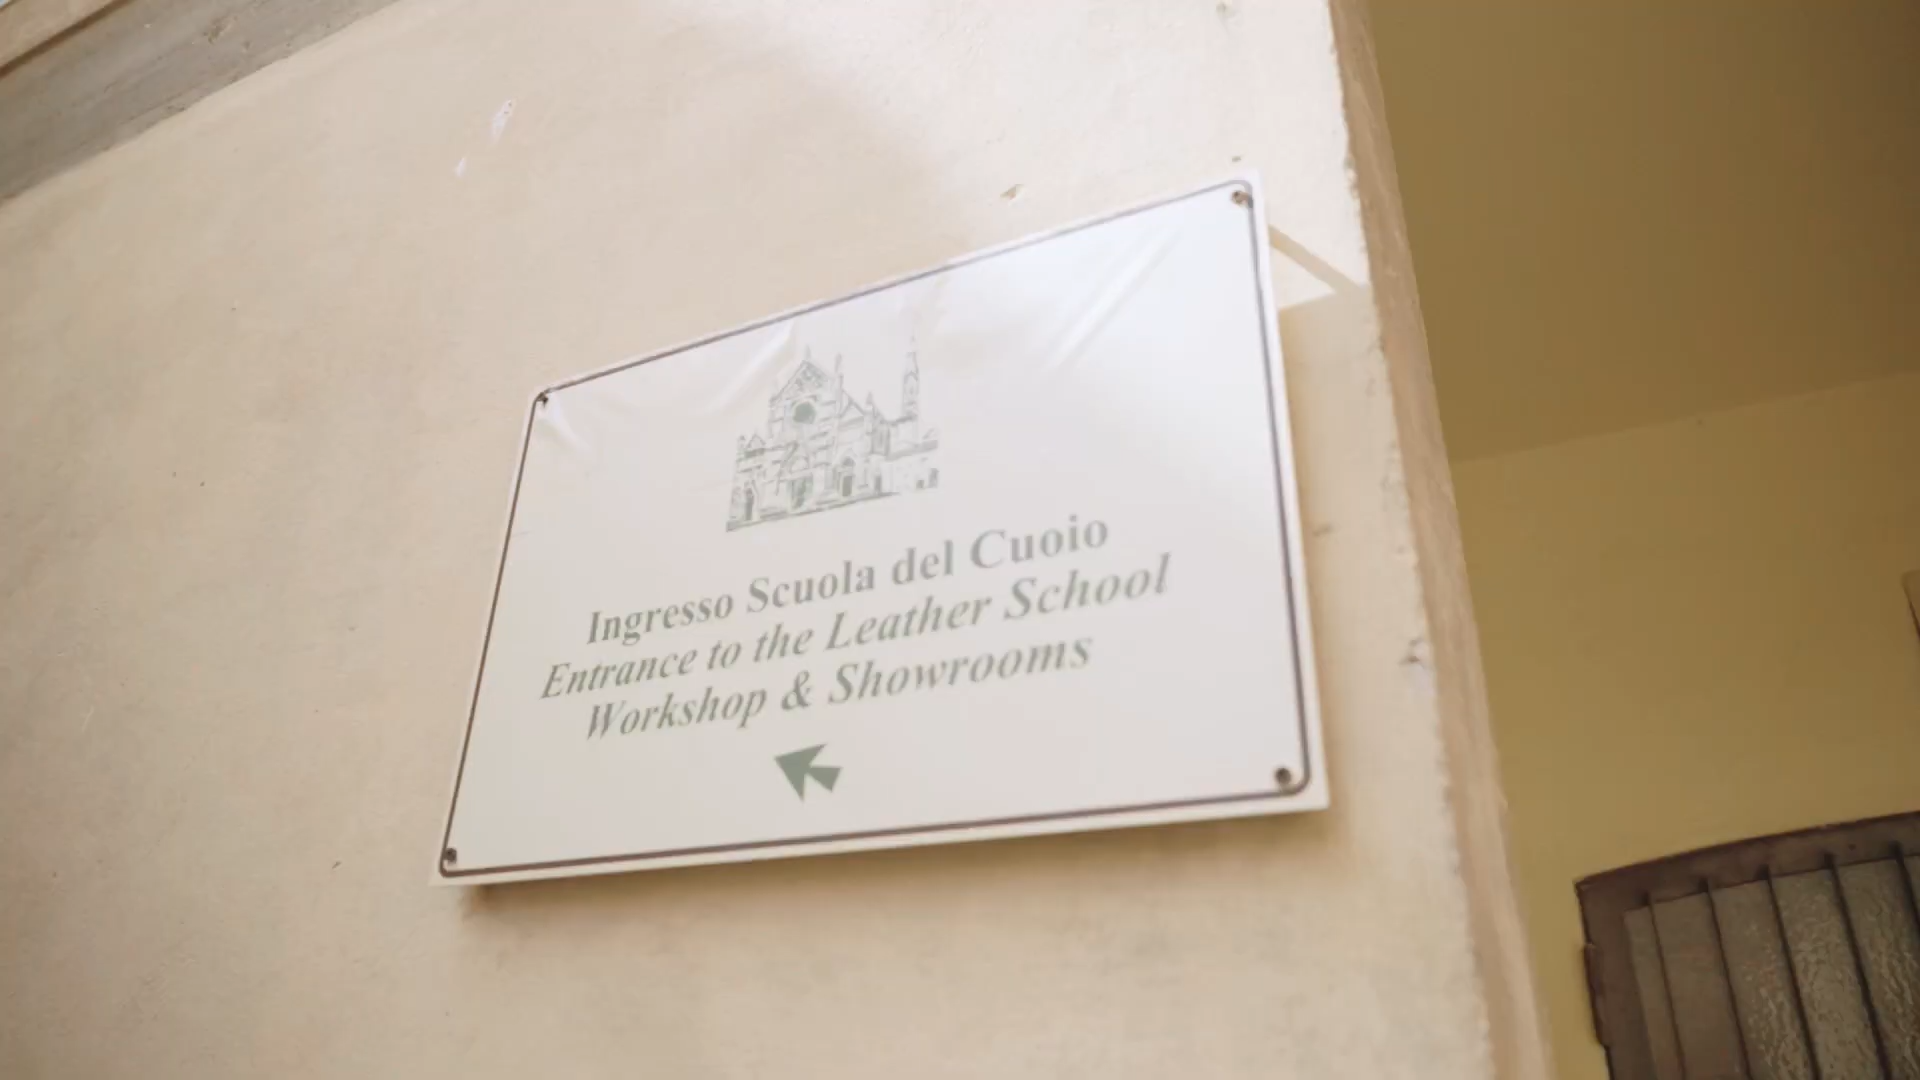 Ingresso Scuola del Cuoio
Entrance to the Leather School
Workshop & Showrooms